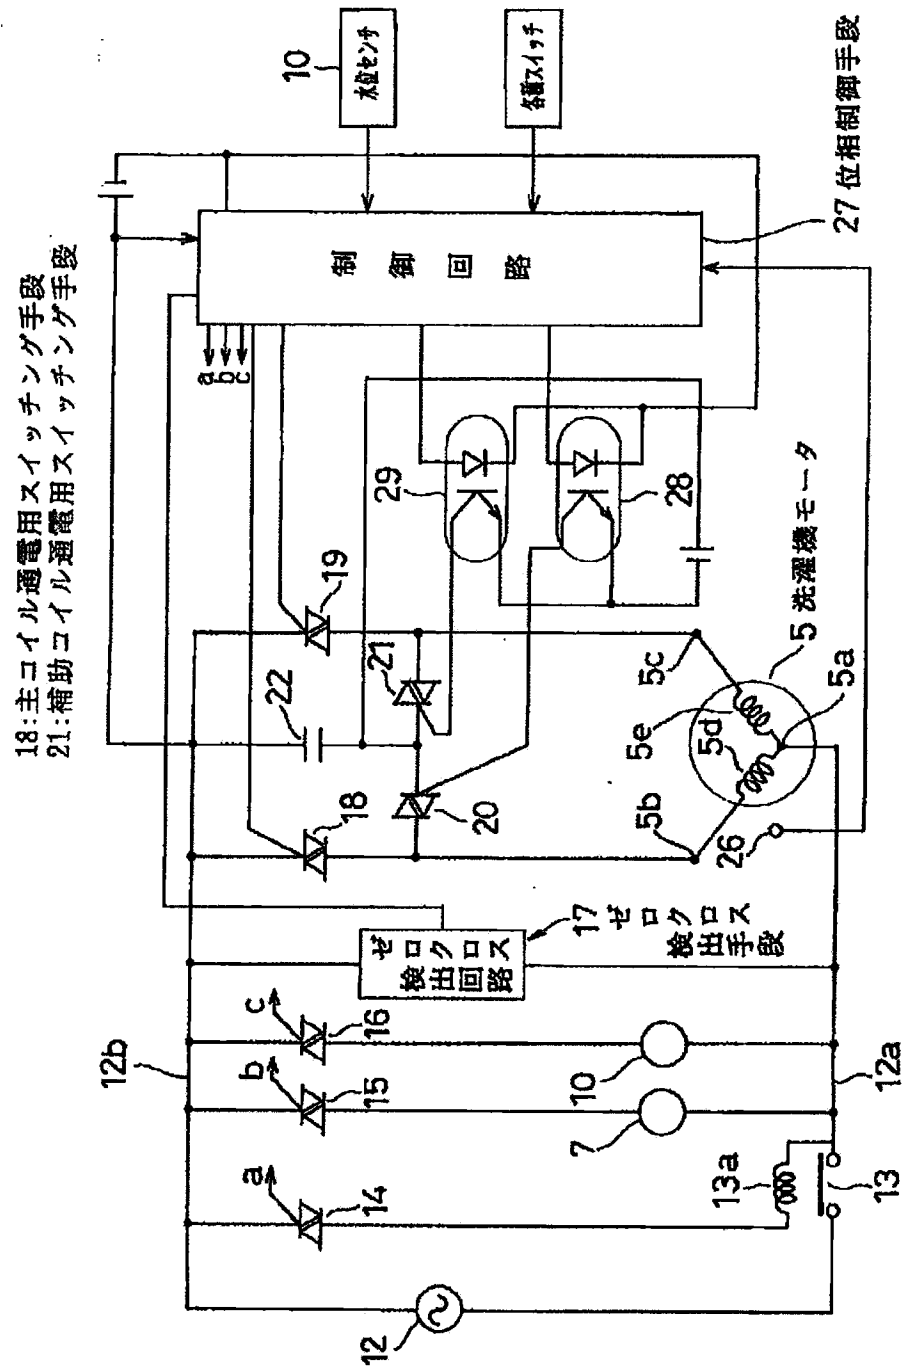 18:主コイル通電用スイッチング手段
21:補助コイル通電用スイッチング手段
12b
a
14
b
15
c
16
ゼロクロス
検出回路
17 ゼロクロス
検出手段
18
22
19
20
21
29
28
a
b
c
制御回路
10
水位センサ
各種スイッチ
27 位相制御手段
5b
5c
5d
5e
5a
5 洗濯機モータ
26
12
7
10
13a
13
12a